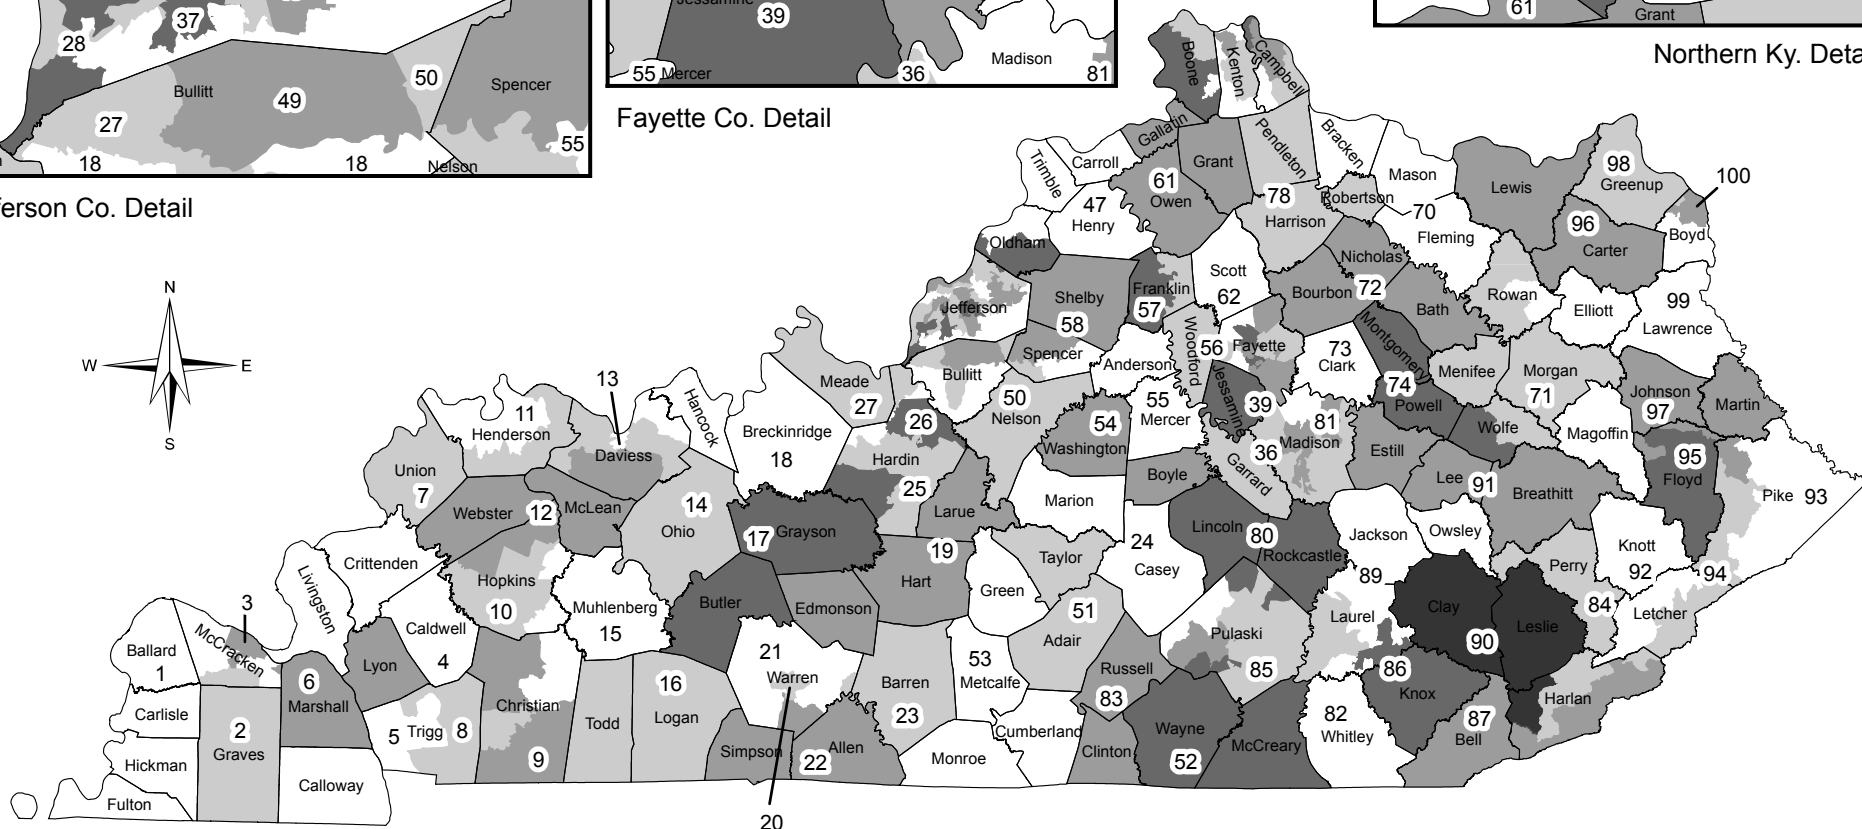 37
28
50
Bullitt
49
Spencer
27
55
18
18
Nelson
ferson Co. Detail
39
55
Mercer
36
Madison
81
Fayette Co. Detail
61
Grant
Northern Ky. Deta
N
W
E
S
Boone
Kenton
Campbell
Gallatin
Carroll
Trimble
Grant
Pendleton
Bracken
61
Owen
47
Henry
78
Harrison
Robertson
Mason
70
Fleming
Lewis
98
Greenup
100
96
Carter
Boyd
Oldham
Jefferson
Shelby
58
Franklin
57
Scott
62
Nicholas
72
Bourbon
Bath
Rowan
Elliott
99
Lawrence
Spencer
Anderson
Woodford
56
Fayette
73
Clark
Montgomery
74
Powell
Menifee
Morgan
71
Johnson
97
Martin
13
Meade
27
Bullitt
50
Nelson
26
54
Washington
55
Mercer
Jessamine
39
81
Madison
36
Garrard
Estill
Wolfe
Magoffin
95
Floyd
Pike
93
11
Henderson
Hancock
Breckinridge
18
Daviess
Union
7
Webster
12
McLean
14
Ohio
Hardin
25
Larue
Marion
Boyle
Lee
91
Breathitt
17
Grayson
19
Hart
Lincoln
80
Rockcastle
Jackson
Owsley
Knott
92
94
Crittenden
Livingston
Hopkins
10
Muhlenberg
15
Butler
Edmonson
Green
Taylor
24
Casey
89
Perry
84
Letcher
3
McCracken
Ballard
1
Caldwell
4
Lyon
51
Adair
Pulaski
85
Laurel
Clay
90
Leslie
6
Marshall
21
Warren
53
Metcalfe
Russell
83
86
Knox
Harlan
Carlisle
2
Graves
5
Trigg
8
Christian
9
Todd
16
Logan
Barren
23
Cumberland
Wayne
52
McCreary
82
Whitley
87
Bell
Hickman
Fulton
Calloway
Simpson
22
Allen
Monroe
Clinton
20